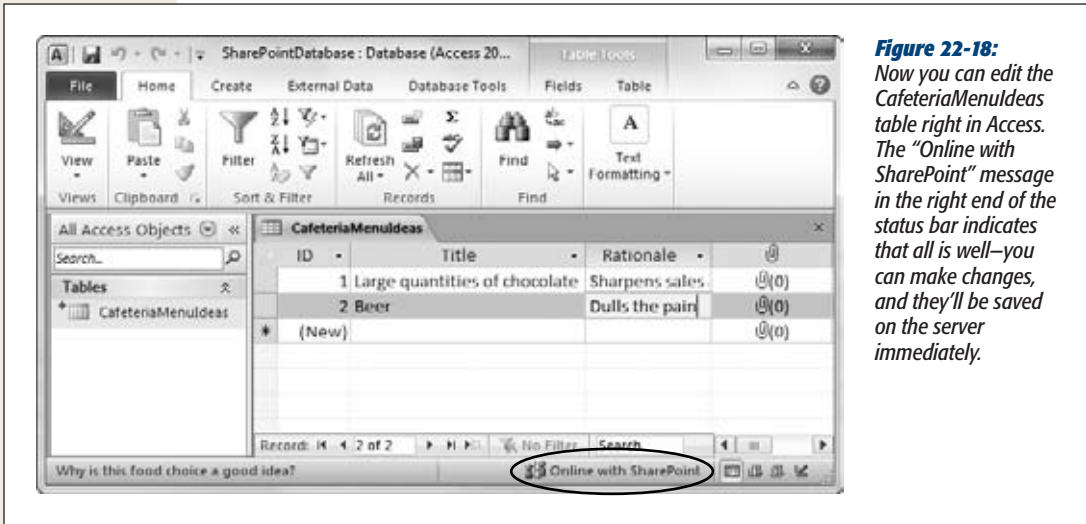 SharePointDatabase : Database (Access 20...
Table Tools
File Home Create External Data Database Tools Fields Table
View
Paste
Filter
Refresh All
Find
A
Text Formatting
Views Clipboard Sort & Filter Records Find
All Access Objects
Search...
Tables
CafeteriaMenuIdeas
CafeteriaMenuIdeas
ID Title Rationale
1 Large quantities of chocolate Sharpens sales (0)
2 Beer Dulls the pain (0)
(New) (0)
Record: 2 of 2 No Filter Search
Why is this food choice a good idea? Online with SharePoint
Figure 22-18:
Now you can edit the
CafeteriaMenuIdeas
table right in Access.
The “Online with
SharePoint” message
in the right end of the
status bar indicates
that all is well—you
can make changes,
and they’ll be saved
on the server
immediately.